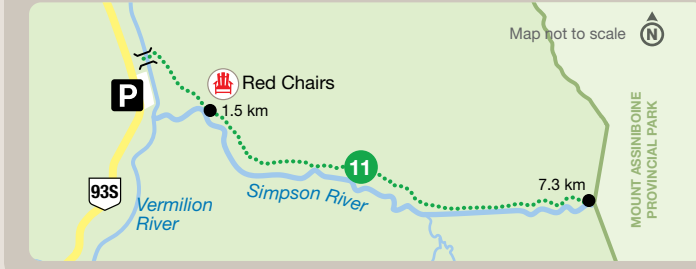 Map not to scale
N
Red Chairs
P
1.5 km
11
7.3 km
93S
Vermilion
River
Simpson River
MOUNT ASSINIBOINE
PROVINCIAL PARK